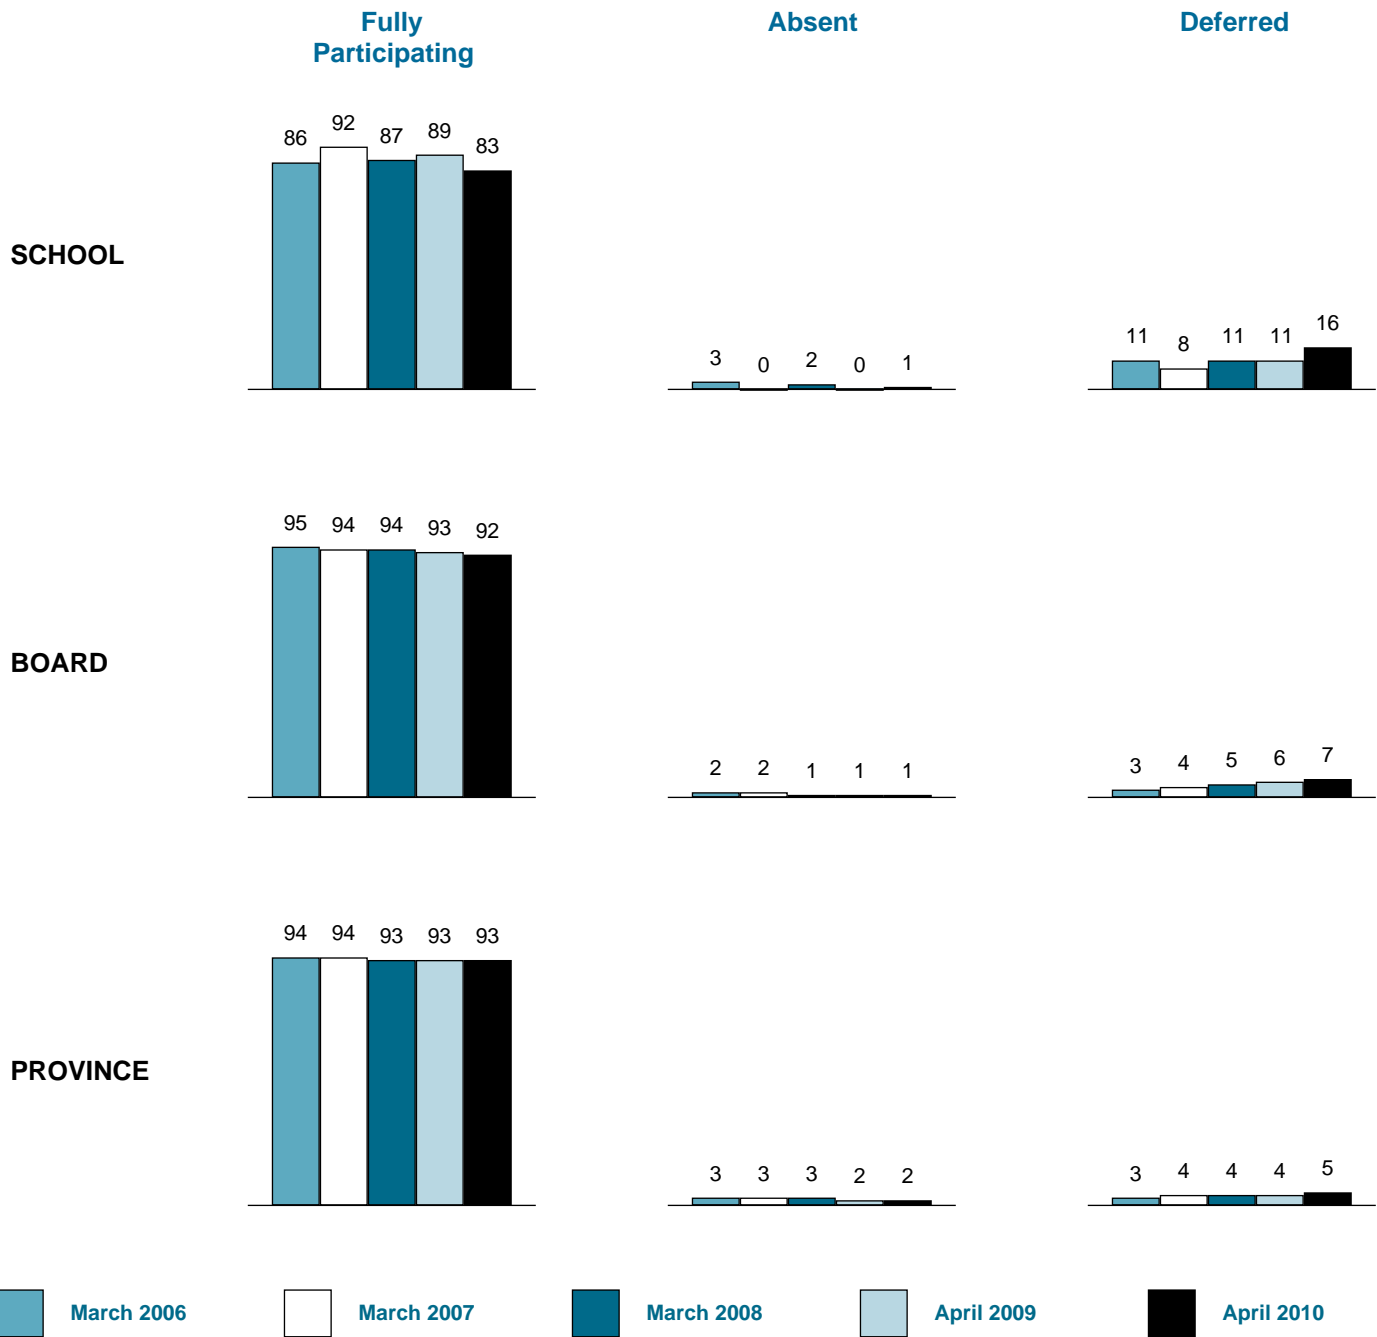 Fully
Participating
Absent
Deferred
86 92 87 89 83
SCHOOL
3 0 2 0 1
11 8 11 11 16
95 94 94 93 92
BOARD
2 2 1 1 1
3 4 5 6 7
94 94 93 93 93
PROVINCE
3 3 3 2 2
3 4 4 4 5
March 2006 March 2007 March 2008 April 2009 April 2010